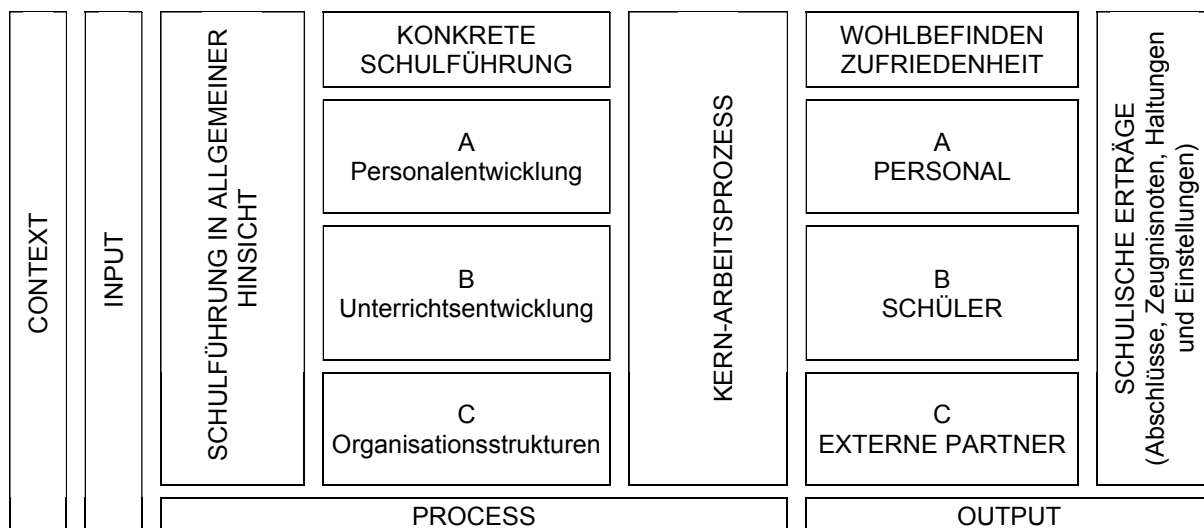 CONTEXT
INPUT
SCHULFÜHRUNG IN ALLGEMEINER
HINSICHT
KONKRETE
SCHULFÜHRUNG
A
Personalentwicklung
B
Unterrichtsentwicklung
C
Organisationsstrukturen
KERN-ARBEITSPROZESS
WOHLBEFINDEN
ZUFRIEDENHEIT
A
PERSONAL
B
SCHÜLER
C
EXTERNE PARTNER
SCHULISCHE ERTRÄGE
(Abschlüsse, Zeugnisnoten, Haltungen
und Einstellungen)
PROCESS
OUTPUT